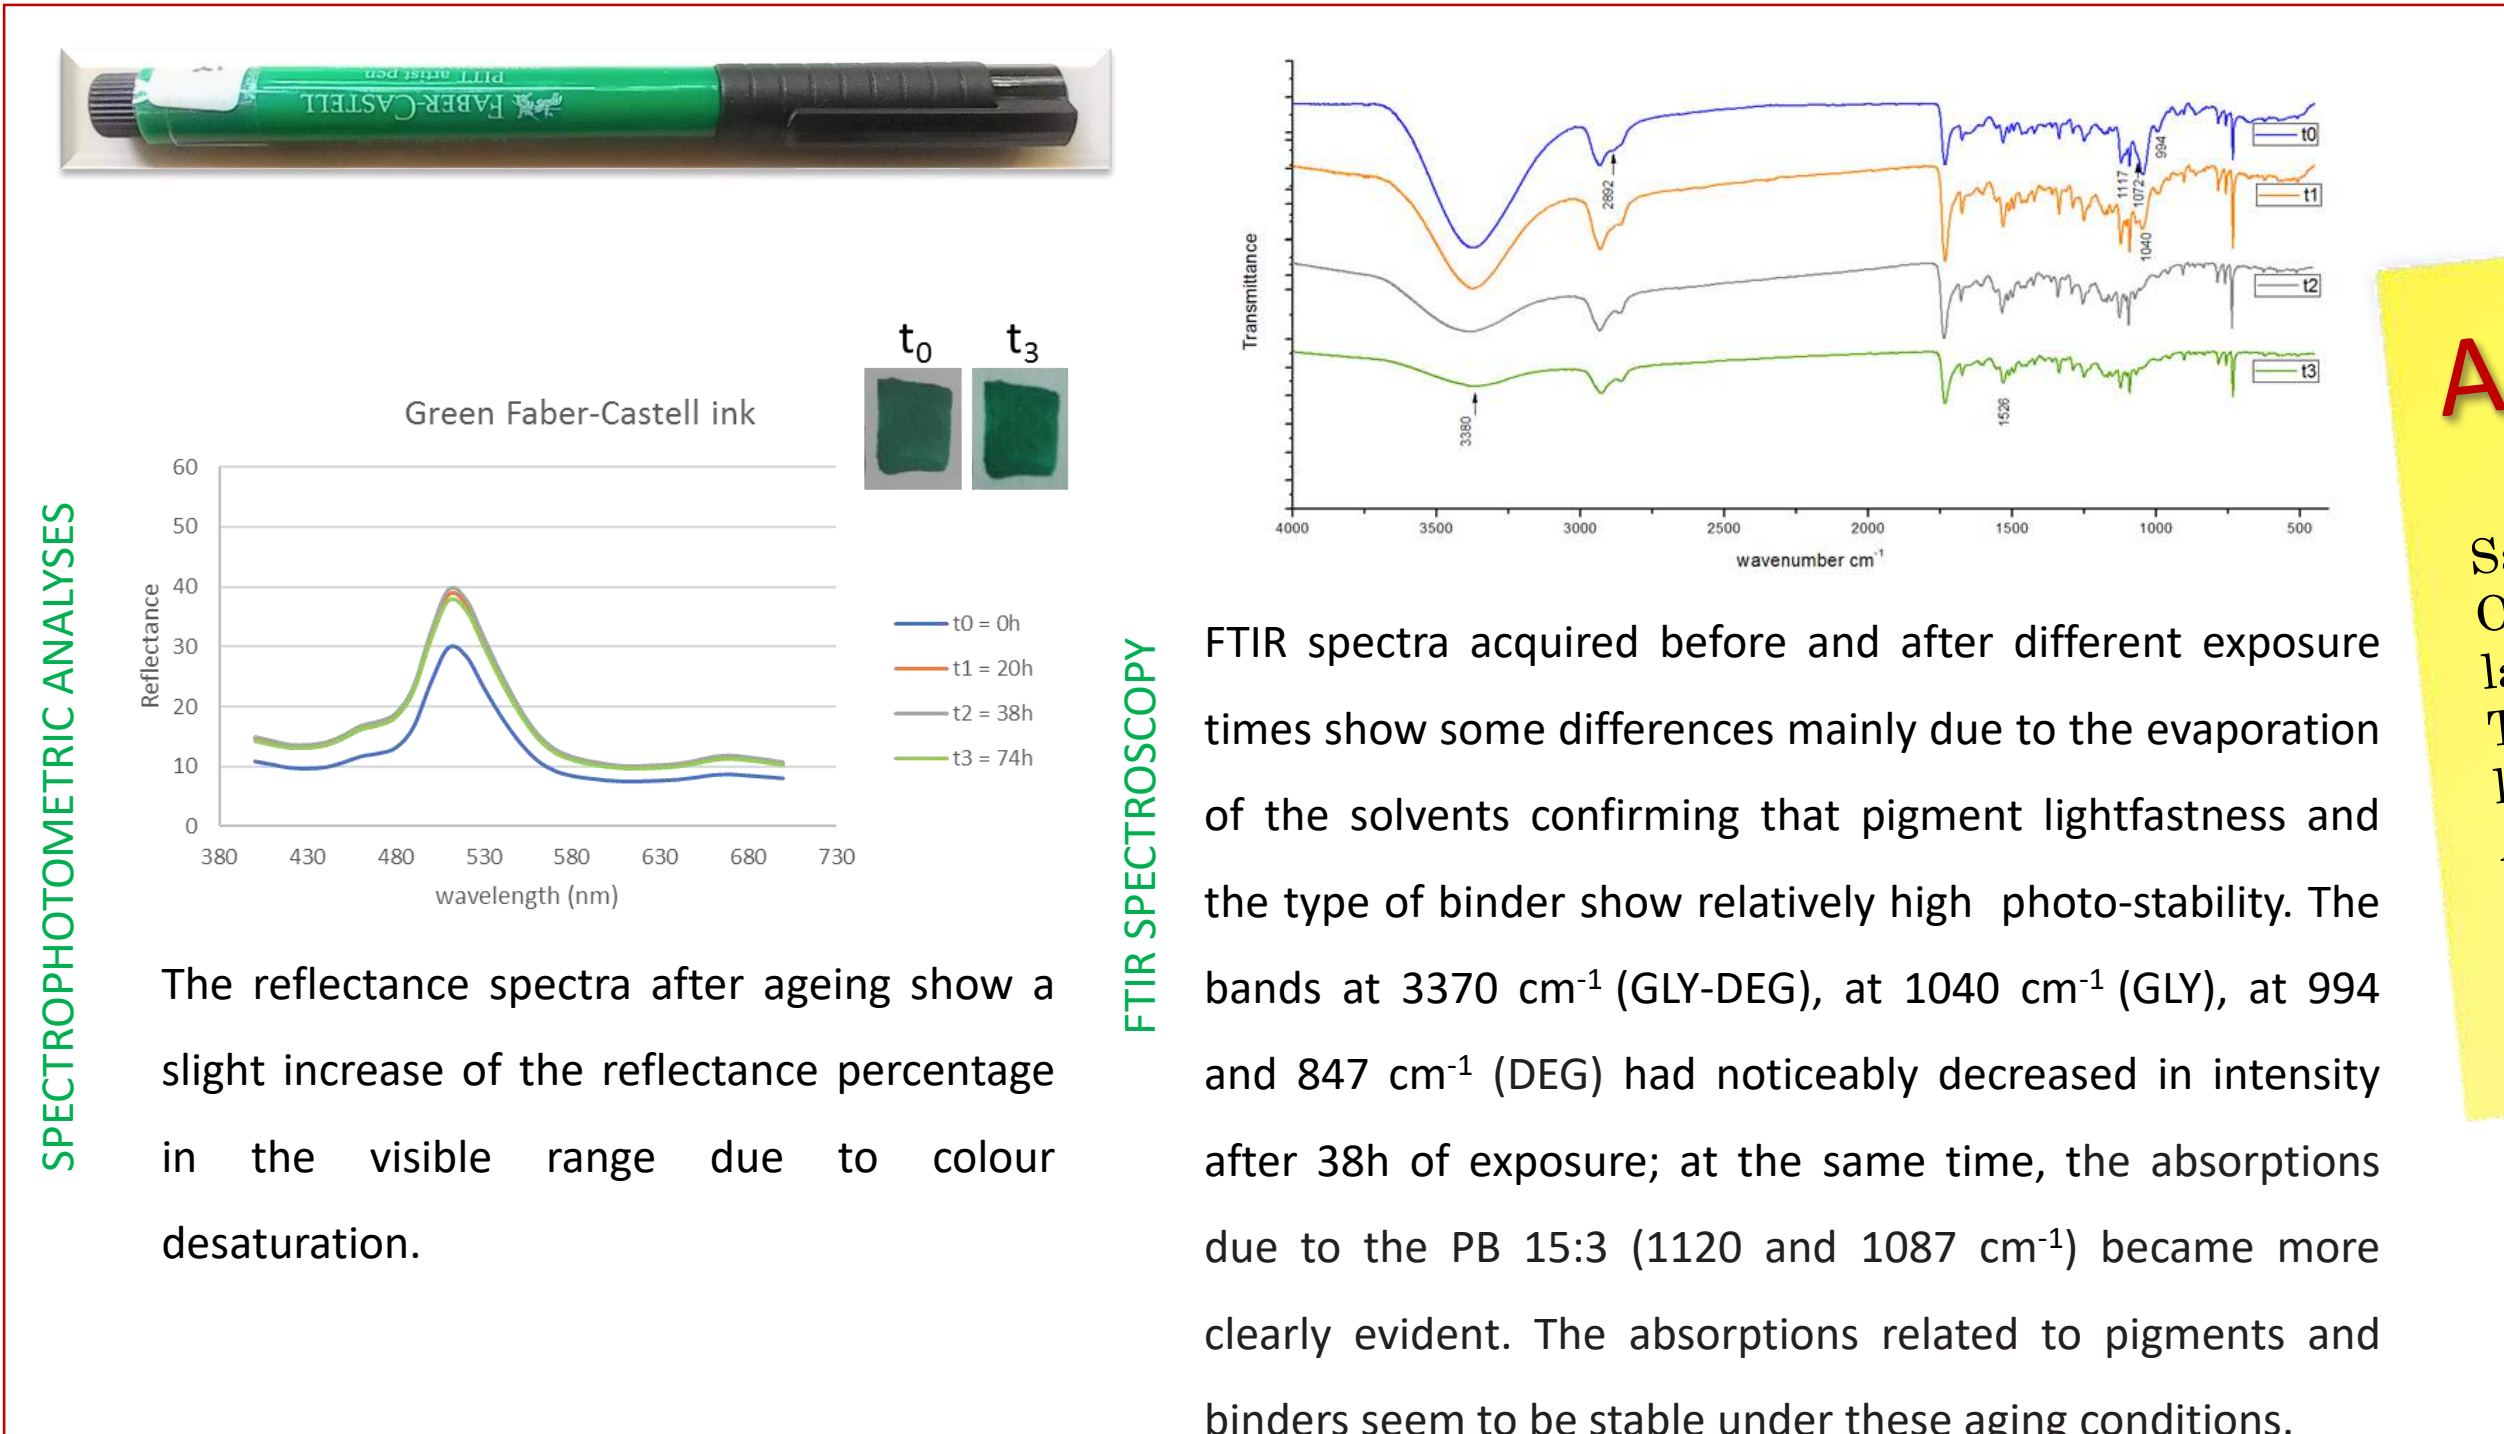 FABER-CASTELL
PITT artist pen
t0 t3
Green Faber-Castell ink
60
50
40
30
20
10
0
Reflectance
380 430 480 530 580 630 680 730
wavelength (nm)
t0 = 0h
t1 = 20h
t2 = 38h
t3 = 74h
SPECTROPHOTOMETRIC ANALYSES
The reflectance spectra after ageing show a
slight increase of the reflectance percentage
in the visible range due to colour
desaturation.
Transmittance
t0
t1
t2
t3
2892
1117
1072
994
1040
3380
1526
4000 3500 3000 2500 2000 1500 1000 500
wavenumber cm-1
FTIR SPECTROSCOPY
FTIR spectra acquired before and after different exposure
times show some differences mainly due to the evaporation
of the solvents confirming that pigment lightfastness and
the type of binder show relatively high photo-stability. The
bands at 3370 cm-1 (GLY-DEG), at 1040 cm-1 (GLY), at 994
and 847 cm-1 (DEG) had noticeably decreased in intensity
after 38h of exposure; at the same time, the absorptions
due to the PB 15:3 (1120 and 1087 cm-1) became more
clearly evident. The absorptions related to pigments and
binders seem to be stable under these aging conditions.
A